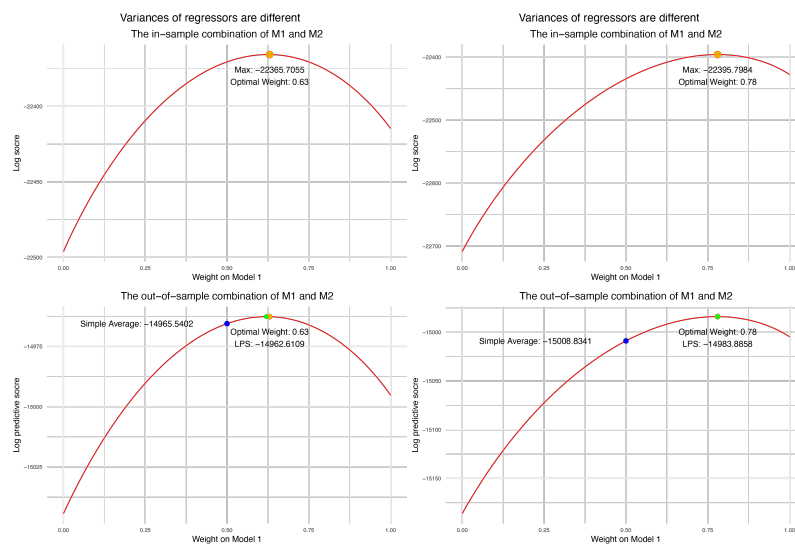 Variances of regressors are different
The in−sample combination of M1 and M2
Log socre
−22400
−22450
−22500
Max: −22365.7055
Optimal Weight: 0.63
0.00 0.25 0.50 0.75 1.00
Weight on Model 1
Variances of regressors are different
The in−sample combination of M1 and M2
Log socre
−22400
−22500
−22600
−22700
Max: −22395.7984
Optimal Weight: 0.78
0.00 0.25 0.50 0.75 1.00
Weight on Model 1
The out−of−sample combination of M1 and M2
Log predictive socre
−14975
−15000
−15025
Simple Average: −14965.5402
Optimal Weight: 0.63
LPS: −14962.6109
0.00 0.25 0.50 0.75 1.00
Weight on Model 1
The out−of−sample combination of M1 and M2
Log predictive score
−15000
−15050
−15100
−15150
Simple Average: −15008.8341
Optimal Weight: 0.78
LPS: −14983.8858
0.00 0.25 0.50 0.75 1.00
Weight on Model 1